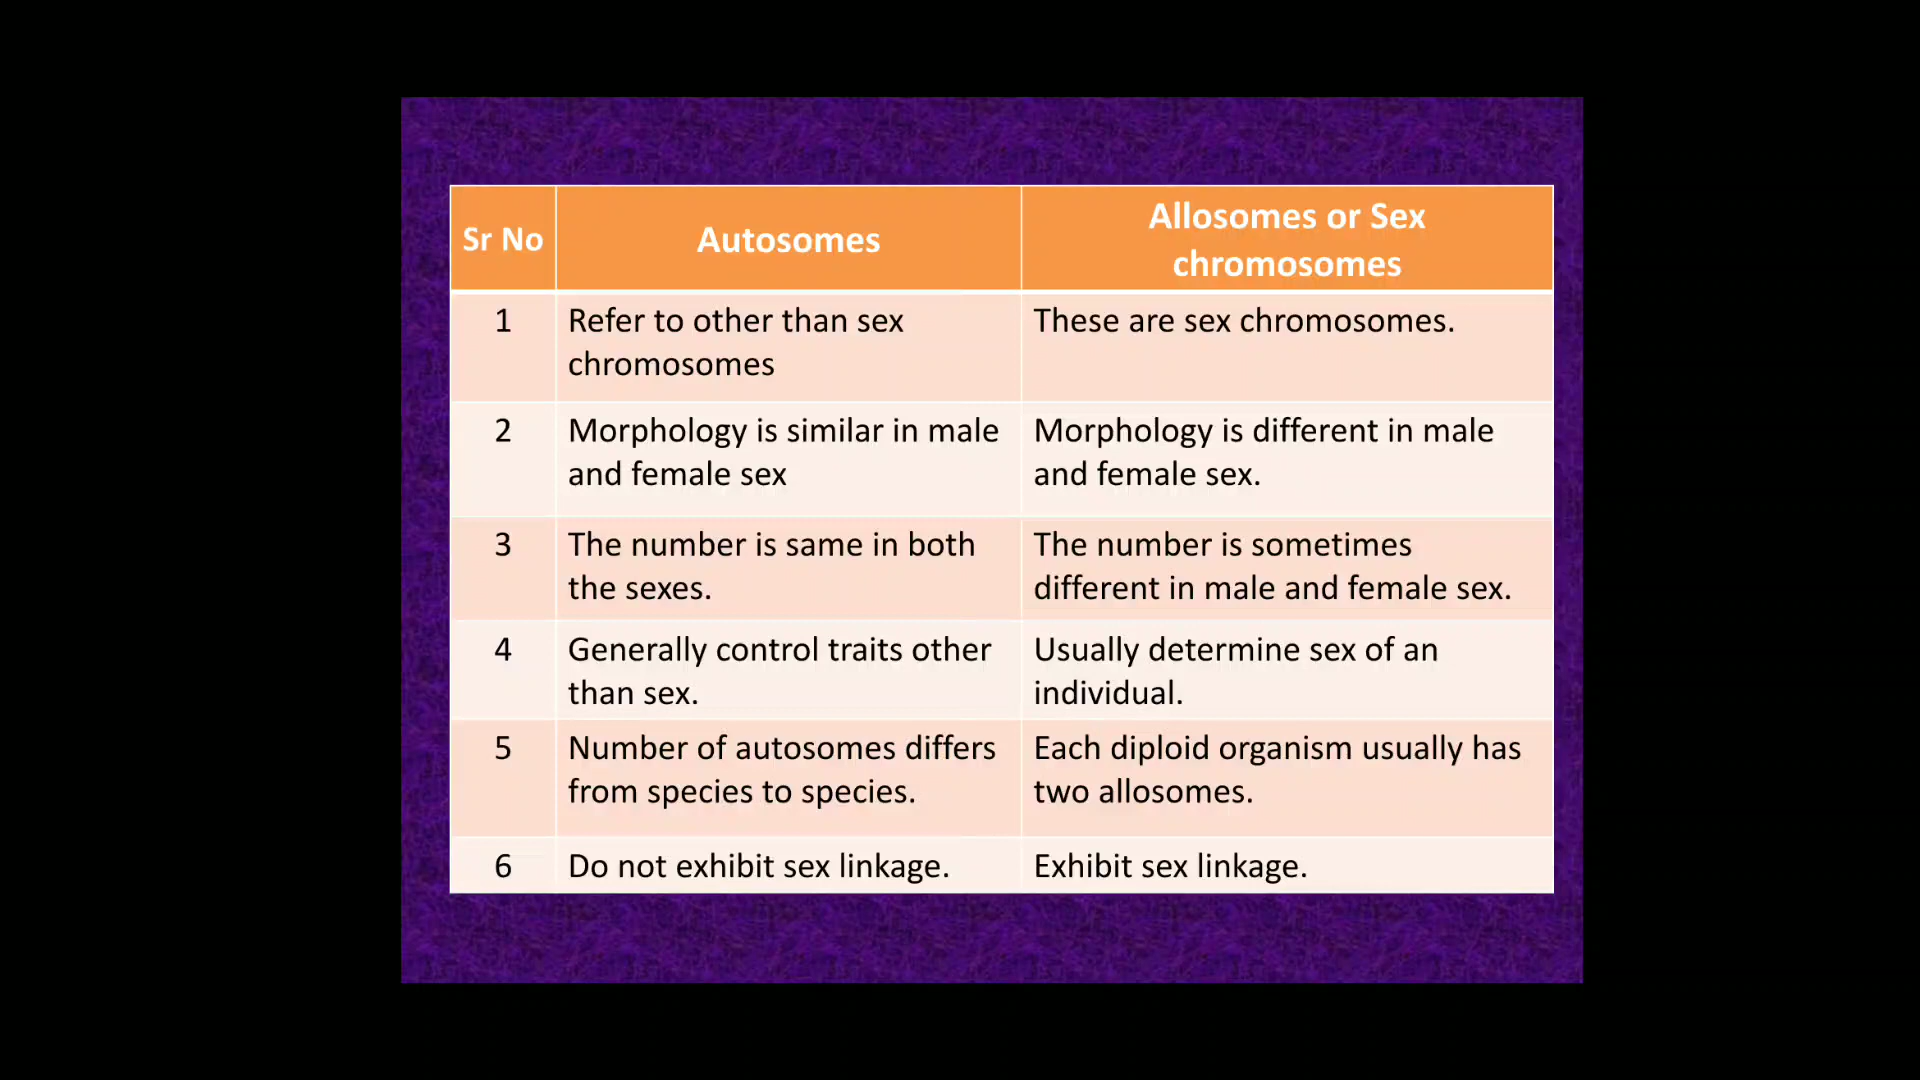 Sr No
Autosomes
Allosomes or Sex
chromosomes
1
Refer to other than sex
chromosomes
These are sex chromosomes.
2
Morphology is similar in male
and female sex
Morphology is different in male
and female sex.
3
The number is same in both
the sexes.
The number is sometimes
different in male and female sex.
4
Generally control traits other
than sex.
Usually determine sex of an
individual.
5
Number of autosomes differs
from species to species.
Each diploid organism usually has
two allosomes.
6
Do not exhibit sex linkage.
Exhibit sex linkage.